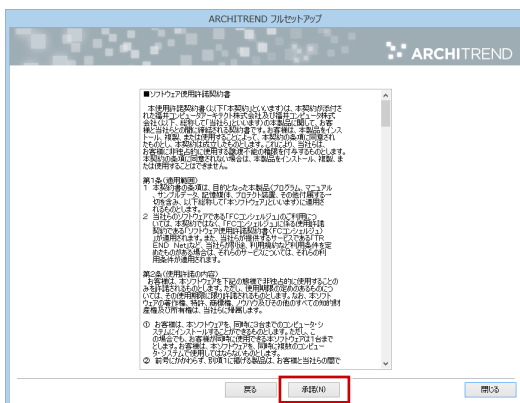 ARCHITREND フルセットアップ
ARCHITREND
■ソフトウェア使用許諾契約書
本使用許諾契約書(以下「本契約」といいます)は、本契約が添付さ
れた福井コンピュータアーキテクト株式会社及び福井コンピュータ株式
会社(以下、総称して「当社ら」といいます)の本製品に関して、お客
様と当社らとの間に締結される契約書です。お客様は、本製品をインス
トール、複製、または使用することによって、本契約の条項に同意され
たものとし、本契約は成立したものとします。これにより、当社らは、
お客様に非独占的に使用する譲渡不能の権限を付与するものとします。
本契約の条項に同意されない場合は、本製品をインストール、複製、ま
たは使用することはできません。
第1条(適用範囲)
1 本契約書の条項は、目的となった本製品(プログラム、マニュアル
、サンプルデータ、記憶媒体、プロテクト装置、その他付属する一
切を含み、以下総称して「本ソフトウェア」といいます)に適用さ
れるものとします。
2 当社らのソフトウェアである「FCコンシェルジュ」のご利用につ
いては、本契約ではなく、「FCコンシェルジュ」に係る使用許諾
契約である「ソフトウェア使用許諾契約書(FCコンシェルジュ)
」が適用されます。また、当社らが提供するサービスである「TR
END Net」など、当社らが別途、利用規約など利用条件を定
めたものがある場合は、それらのサービスについては、それらの利
用条件が適用されます。
第2条(使用許諾の内容)
お客様は、本ソフトウェアを下記の態様で非独占的に使用することの
みを許諾されるものとします。ただし、使用期限の定めのあるものにつ
いては、その使用期限に限り許諾されるものとします。なお、本ソフト
ウェアの著作権、特許、商標権、ノウハウ及びその他のすべての知的財
産権及び所有権は、当社らに帰属します。
① お客様は、本ソフトウェアを、同時に3台までのコンピュータ・シ
ステムにインストールすることができるものとします。ただし、こ
の場合でも、お客様が同時に使用できる本ソフトウェアは1台まで
とします。お客様は、本ソフトウェアを、同時に複数のコンピュー
タ・システムで使用してはならないものとします。
② 前号にかかわらず、別項1に掲げる製品は、お客様と当社らの間で
戻る
承諾(N)
閉じる